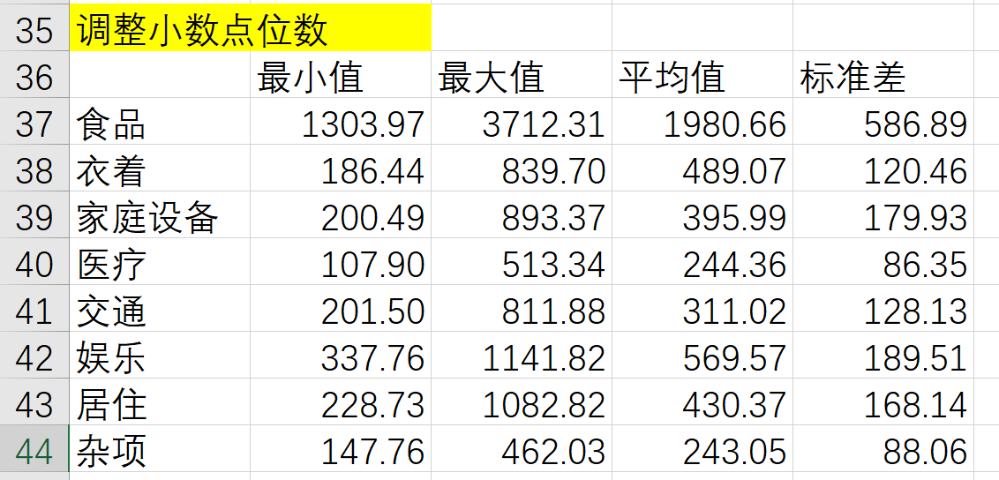 35 调整小数点位数
36 最小值 最大值 平均值 标准差
37 食品 1303.97 3712.31 1980.66 586.89
38 衣着 186.44 839.70 489.07 120.46
39 家庭设备 200.49 893.37 395.99 179.93
40 医疗 107.90 513.34 244.36 86.35
41 交通 201.50 811.88 311.02 128.13
42 娱乐 337.76 1141.82 569.57 189.51
43 居住 228.73 1082.82 430.37 168.14
44 杂项 147.76 462.03 243.05 88.06